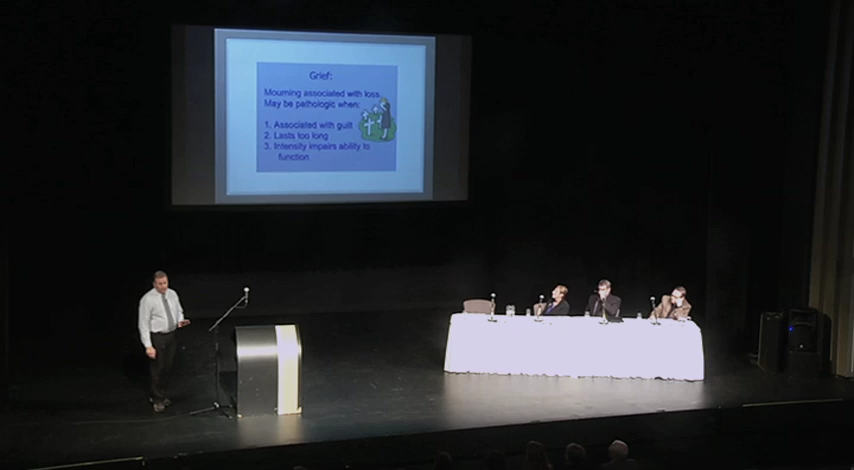 Grief:
Mourning associated with loss.
May be pathologic when:
1. Associated with guilt
2. Lasts too long
3. Intensity impairs ability to
function